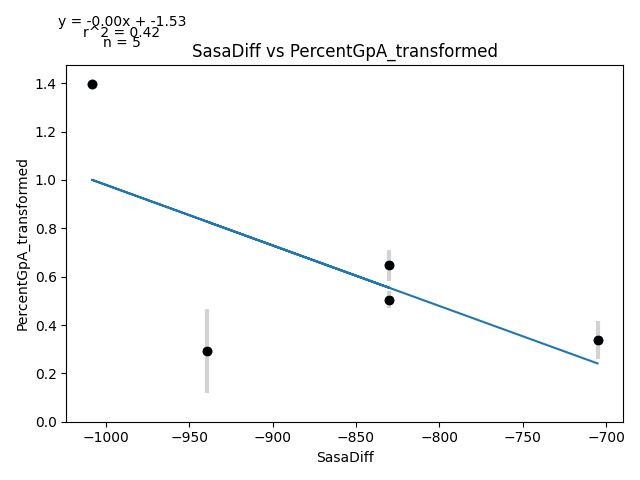 y = -0.00x + -1.53
r^2 = 0.42
n = 5
SasaDiff vs PercentGpA_transformed
PercentGpA_transformed
1.4
1.2
1.0
0.8
0.6
0.4
0.2
0.0
−1000 −950 −900 −850 −800 −750 −700
SasaDiff